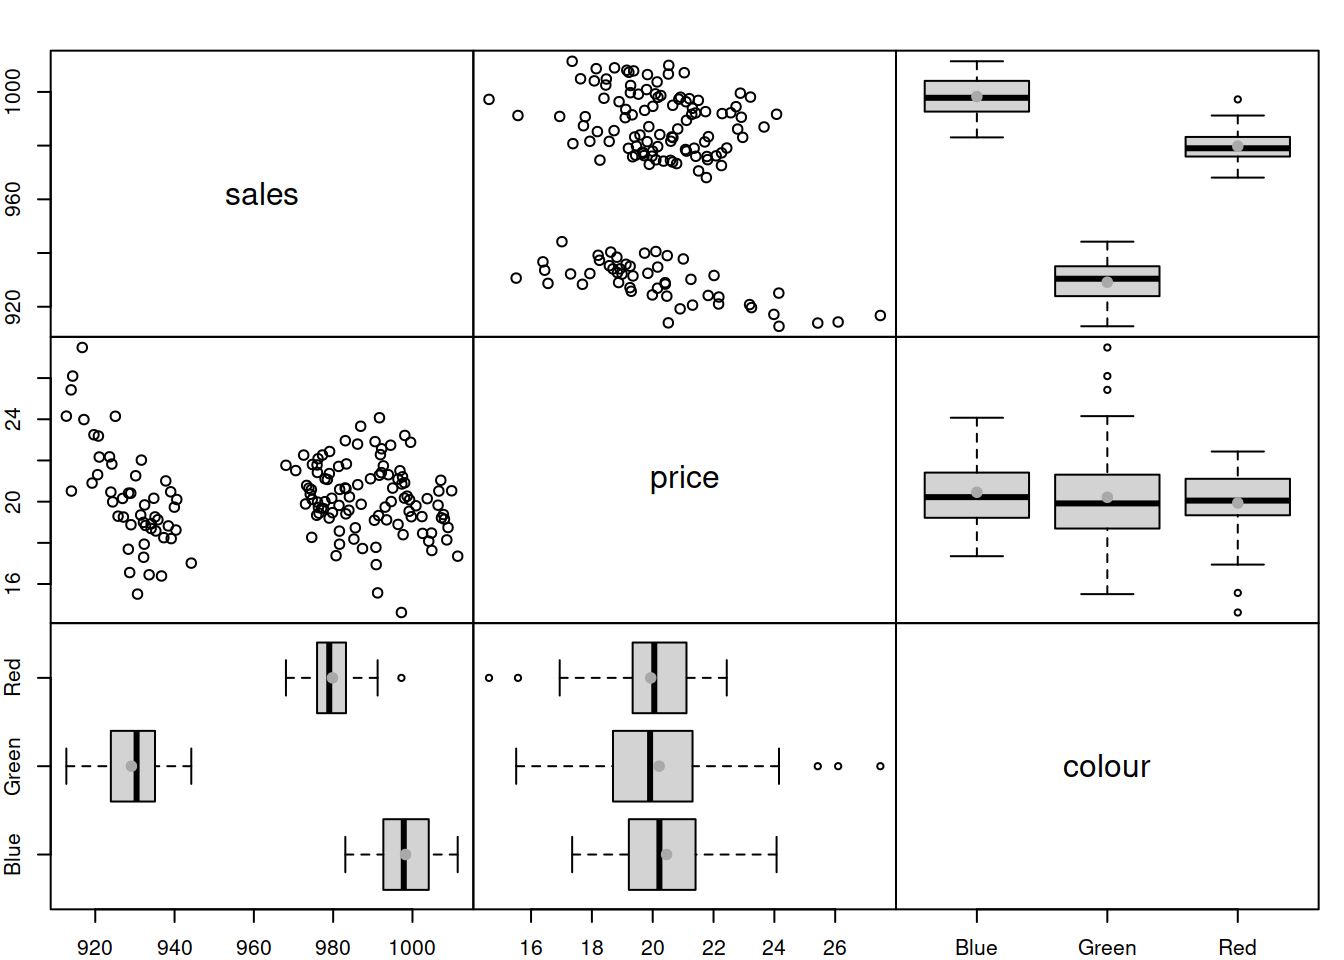 1000
960
920
sales
24
20
16
price
Red
Green
Blue
colour
920 940 960 980 1000
16 18 20 22 24 26
Blue Green Red